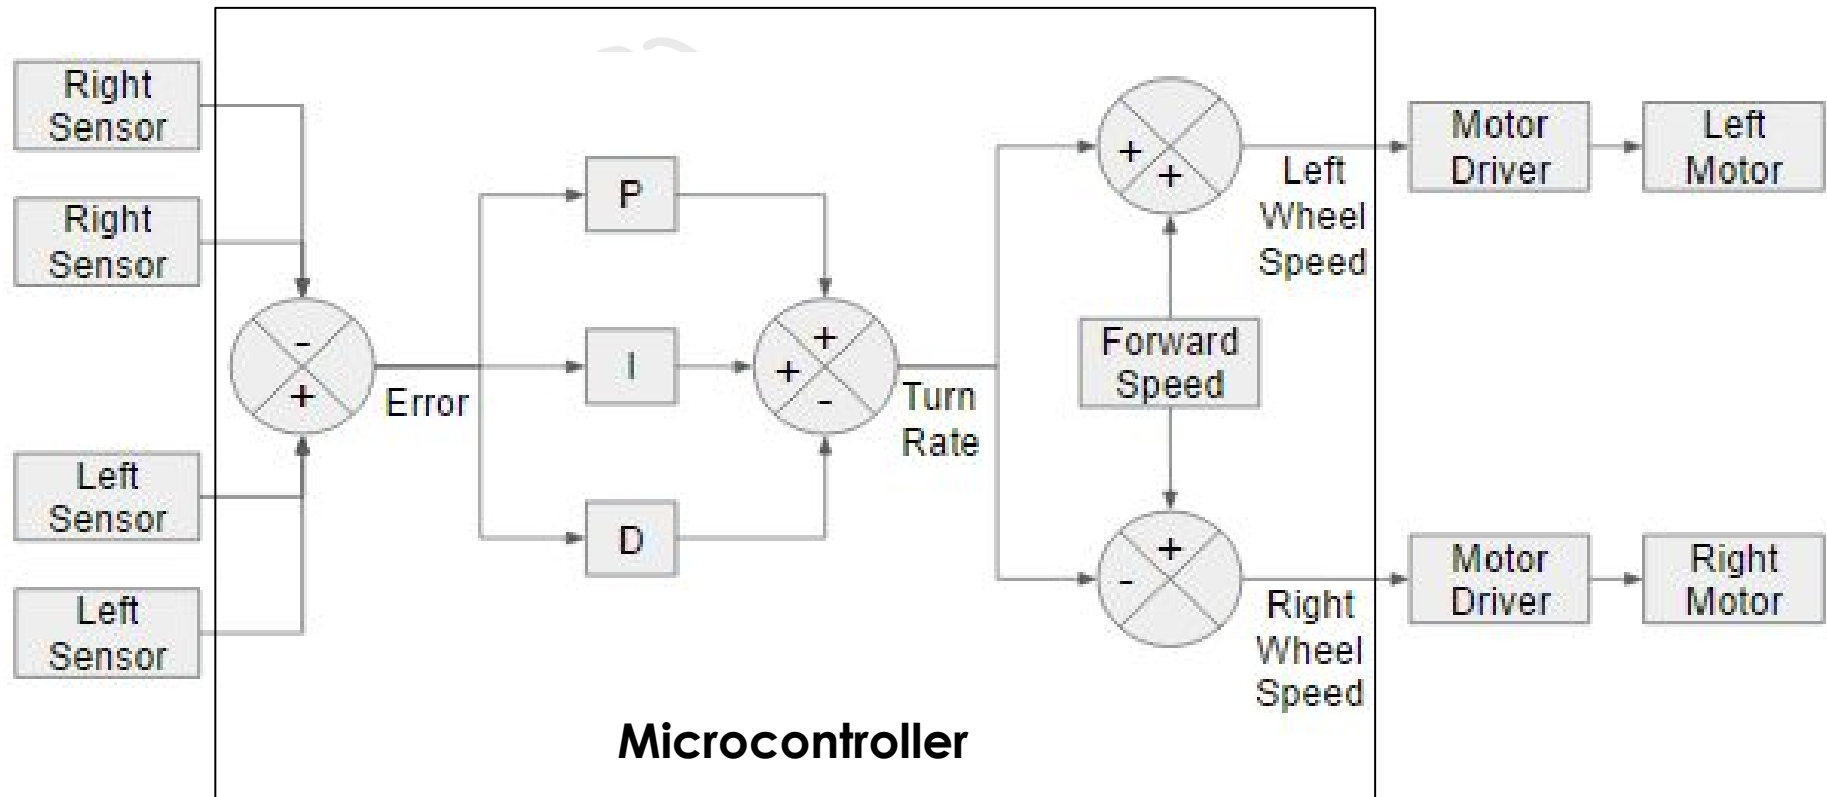 Right
Sensor
Right
Sensor
-
+
Left
Sensor
Left
Sensor
Error
P
I
D
+
+
-
Turn
Rate
+
+
Left
Wheel
Speed
Forward
Speed
+
-
Right
Wheel
Speed
Motor
Driver
Left
Motor
Motor
Driver
Right
Motor
Microcontroller